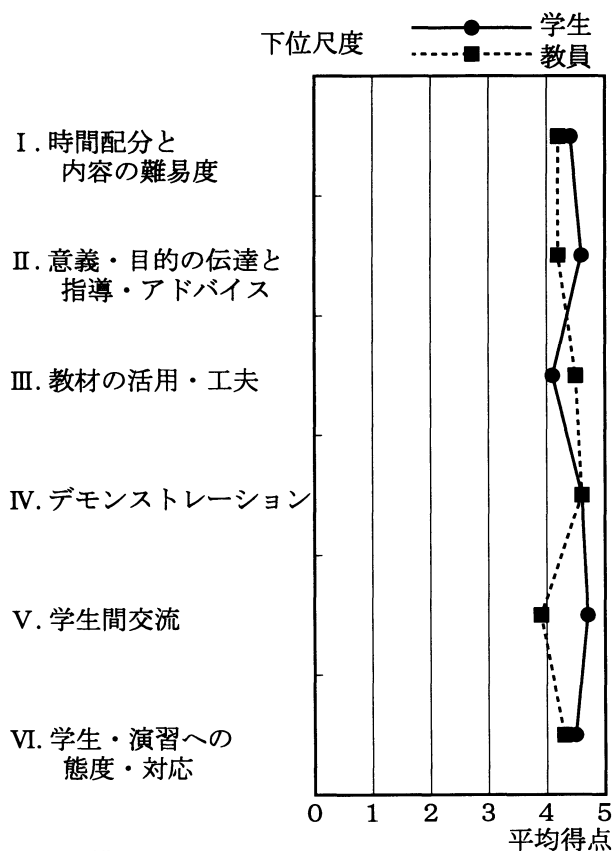 下位尺度
学生
教員
Ⅰ. 時間配分と
内容の難易度
Ⅱ. 意義・目的の伝達と
指導・アドバイス
Ⅲ. 教材の活用・工夫
Ⅳ. デモンストレーション
Ⅴ. 学生間交流
Ⅵ. 学生・演習への
態度・対応
0 1 2 3 4 5
平均得点